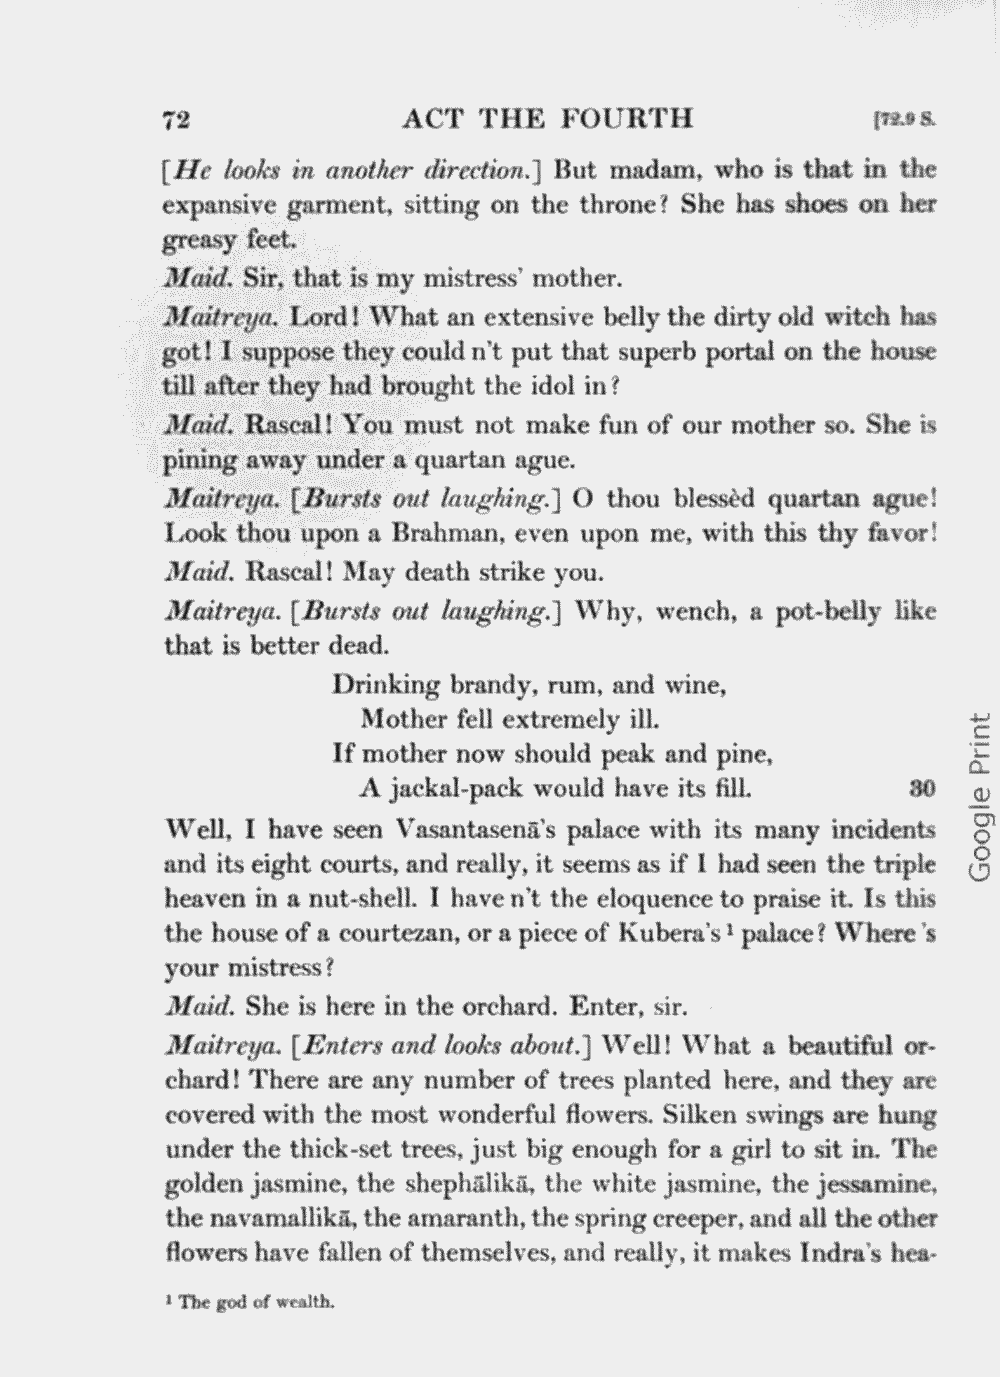 72 ACT THE FOURTH [72.9 S.
[He looks in another direction.] But madam, who is that in the
expansive garment, sitting on the throne? She has shoes on her
greasy feet.
Maid. Sir, that is my mistress' mother.
Maitreya. Lord! What an extensive belly the dirty old witch has
got! I suppose they could n't put that superb portal on the house
till after they had brought the idol in?
Maid. Rascal! You must not make fun of our mother so. She is
pining away under a quartan ague.
Maitreya. [Bursts out laughing.] O thou blessèd quartan ague!
Look thou upon a Brahman, even upon me, with this thy favor!
Maid. Rascal! May death strike you.
Maitreya. [Bursts out laughing.] Why, wench, a pot-belly like
that is better dead.
Drinking brandy, rum, and wine,
Mother fell extremely ill.
If mother now should peak and pine,
A jackal-pack would have its fill. 30
Well, I have seen Vasantasenā's palace with its many incidents
and its eight courts, and really, it seems as if I had seen the triple
heaven in a nut-shell. I have n't the eloquence to praise it. Is this
the house of a courtezan, or a piece of Kubera's¹ palace? Where 's
your mistress?
Maid. She is here in the orchard. Enter, sir.
Maitreya. [Enters and looks about.] Well! What a beautiful or-
chard! There are any number of trees planted here, and they are
covered with the most wonderful flowers. Silken swings are hung
under the thick-set trees, just big enough for a girl to sit in. The
golden jasmine, the shephālikā, the white jasmine, the jessamine,
the navamallikā, the amaranth, the spring creeper, and all the other
flowers have fallen of themselves, and really, it makes Indra's hea-
¹ The god of wealth.
Google Print